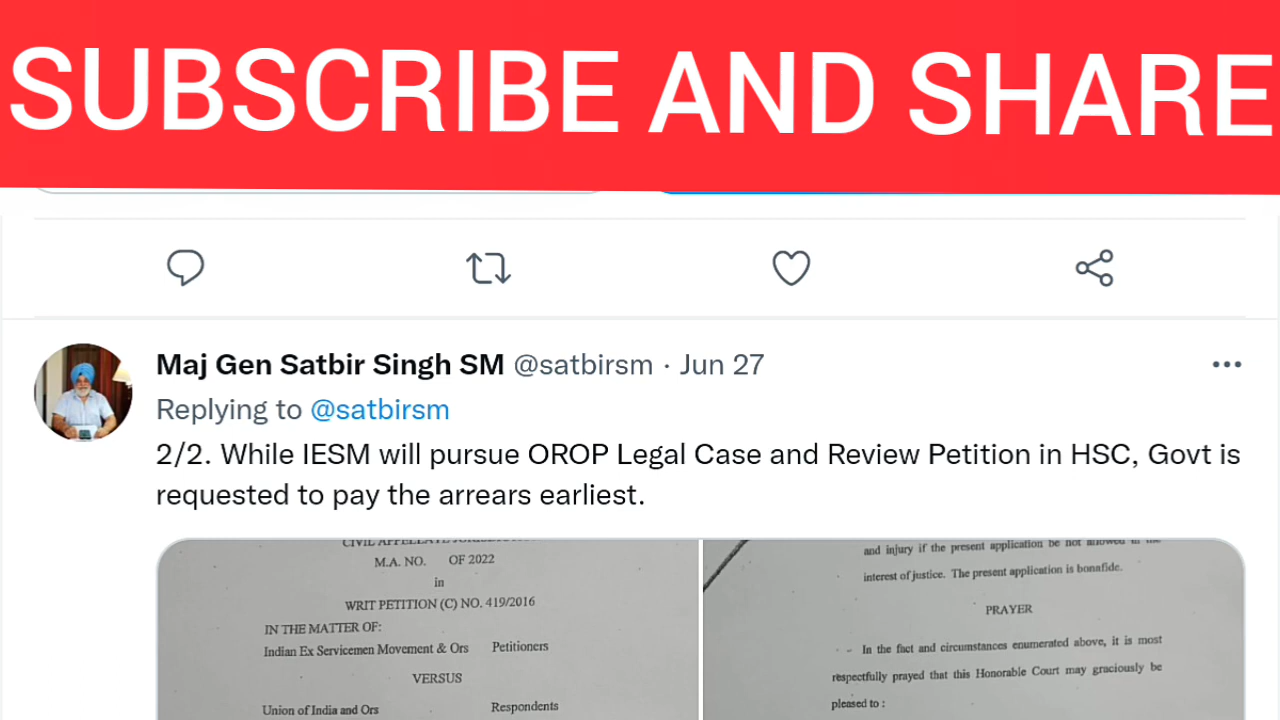 SUBSCRIBE AND SHARE
Maj Gen Satbir Singh SM @satbirsm · Jun 27
Replying to @satbirsm
2/2. While IESM will pursue OROP Legal Case and Review Petition in HSC, Govt is
requested to pay the arrears earliest.
M.A. NO. OF 2022
in
WRIT PETITION (C) NO. 419/2016
IN THE MATTER OF:
Indian Ex Servicemen Movement & Ors Petitioners
VERSUS
Union of India and Ors Respondents
and injury if the present application be not allowed in the
interest of justice. The present application is bonafide.
PRAYER
In the fact and circumstances enumerated above, it is most
respectfully prayed that this Honorable Court may graciously be
pleased to :